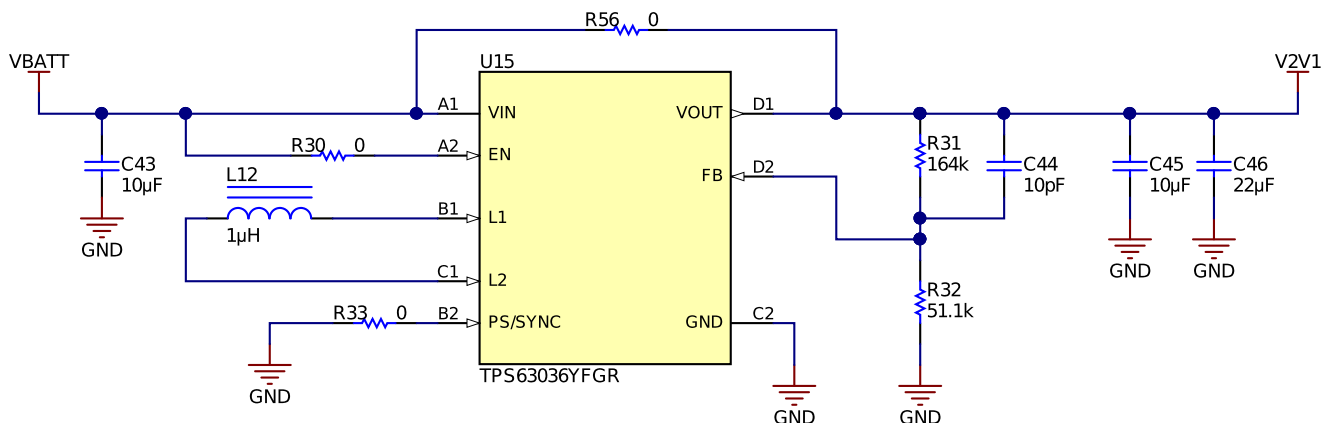 R56 0
VBATT
U15
V2V1
A1 VIN
VOUT D1
R30 0
A2 EN
C43
10µF
R31
164k
C44
10pF
C45
10µF
C46
22µF
FB D2
L12
1µH
B1 L1
GND
C1 L2
GND
GND
R32
51.1k
R33 0
B2 PS/SYNC
GND C2
TPS63036YFGR
GND
GND
GND